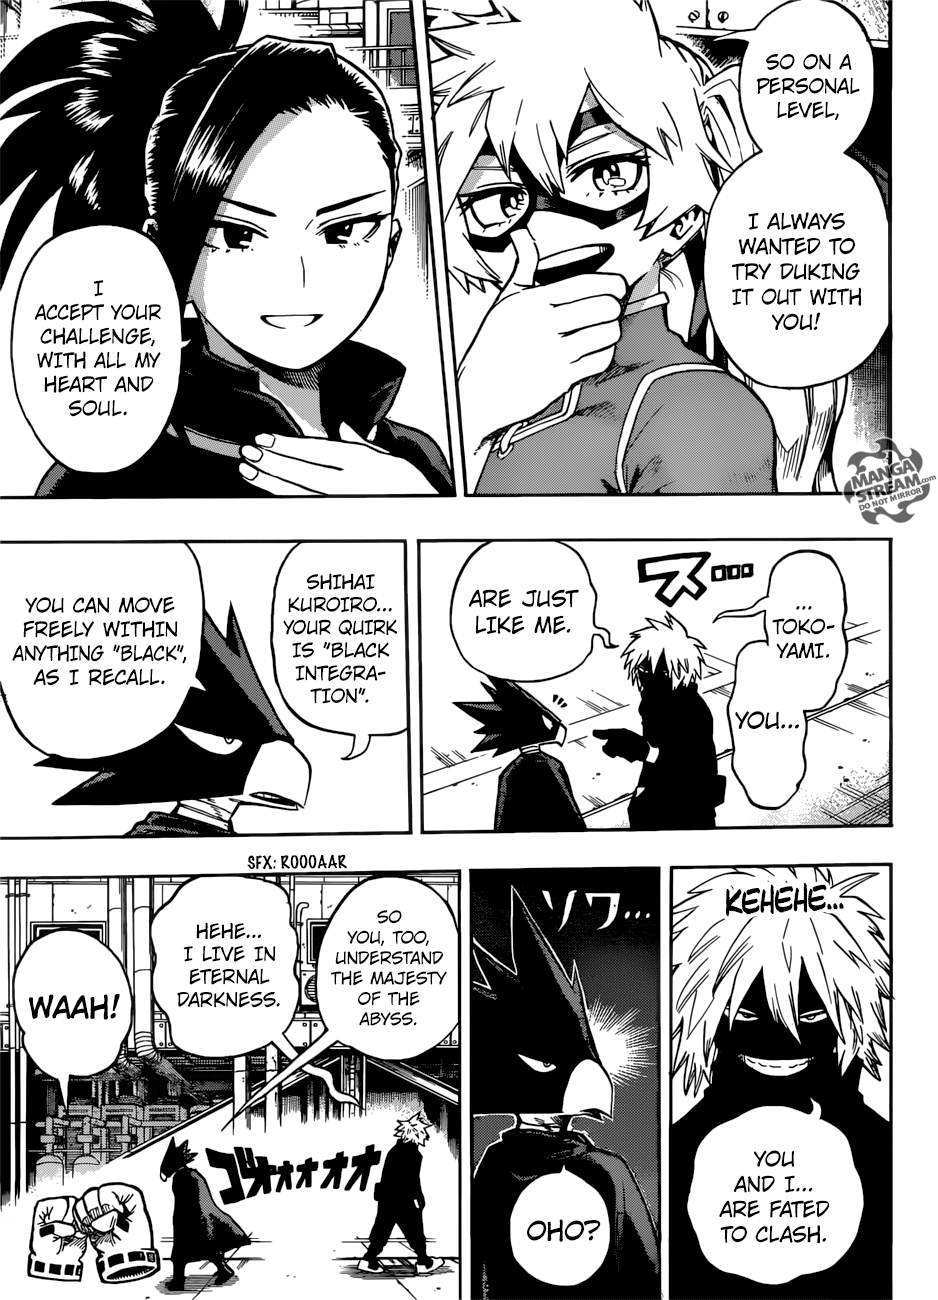 SO ON A
PERSONAL
LEVEL,
I ALWAYS
WANTED TO
TRY DUKING
IT OUT WITH
YOU!
I
ACCEPT YOUR
CHALLENGE,
WITH ALL MY
HEART AND
SOUL.
MANGA
STREAM.com
DO NOT MIRROR
...
TOKO-
YAMI.
YOU...
ス...
ARE JUST
LIKE ME.
SHIHAI
KUROIRO...
YOUR QUIRK
IS "BLACK
INTEGRA-
TION".
YOU CAN MOVE
FREELY WITHIN
ANYTHING "BLACK",
AS I RECALL.
KEHEHE...
YOU
AND I...
ARE FATED
TO CLASH.
ゾワ...
OHO?
SFX: ROOOAAR
SO
YOU, TOO,
UNDERSTAND
THE MAJESTY
OF THE
ABYSS.
HEHE...
I LIVE IN
ETERNAL
DARKNESS.
WAAH!
ゴオォォォォ